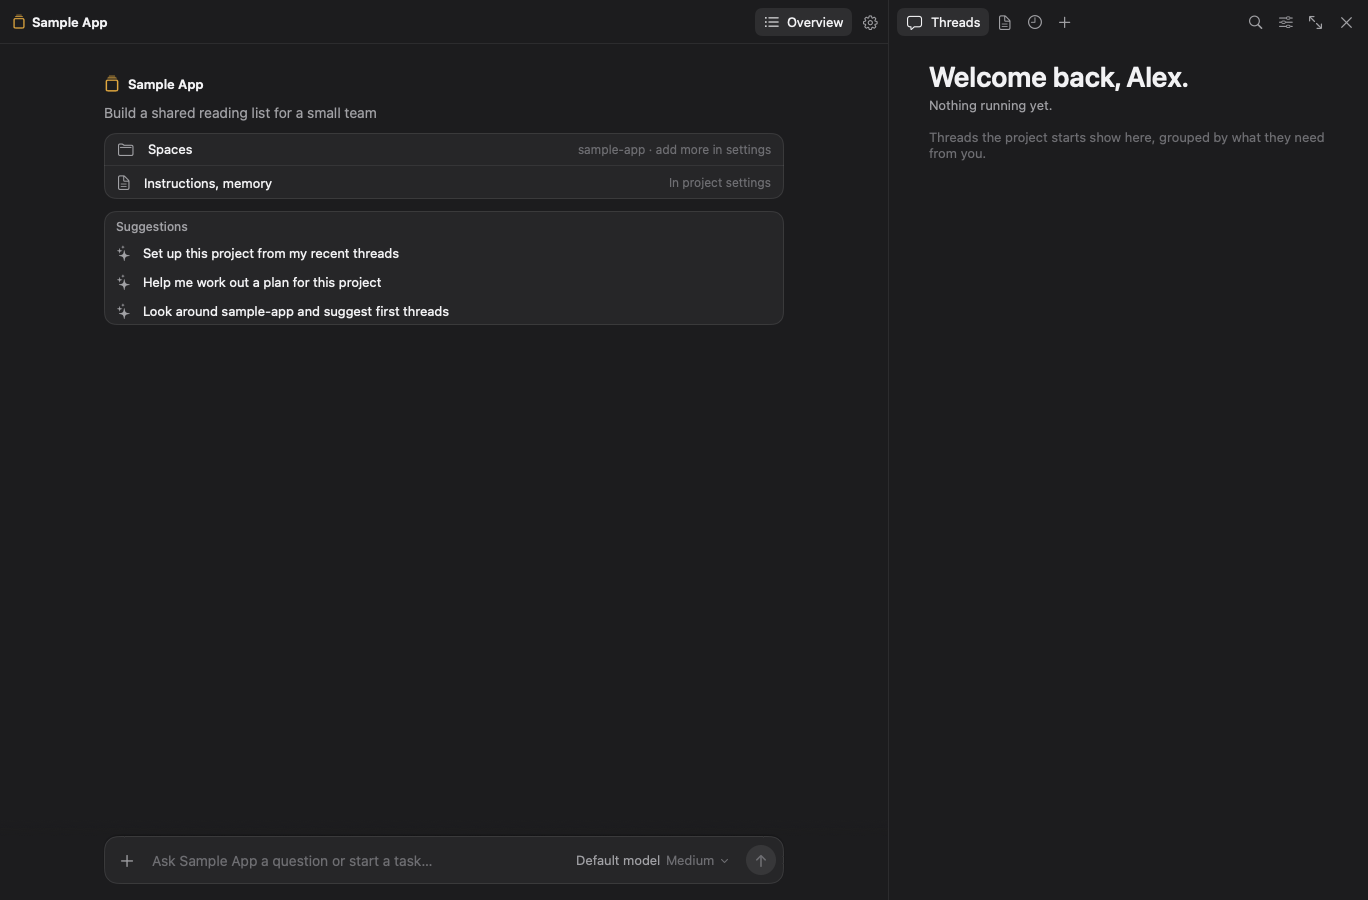 Sample App
Overview
Threads
Sample App
Build a shared reading list for a small team
Spaces
sample-app · add more in settings
Instructions, memory
In project settings
Suggestions
Set up this project from my recent threads
Help me work out a plan for this project
Look around sample-app and suggest first threads
Ask Sample App a question or start a task...
Default model Medium
Welcome back, Alex.
Nothing running yet.
Threads the project starts show here, grouped by what they need
from you.